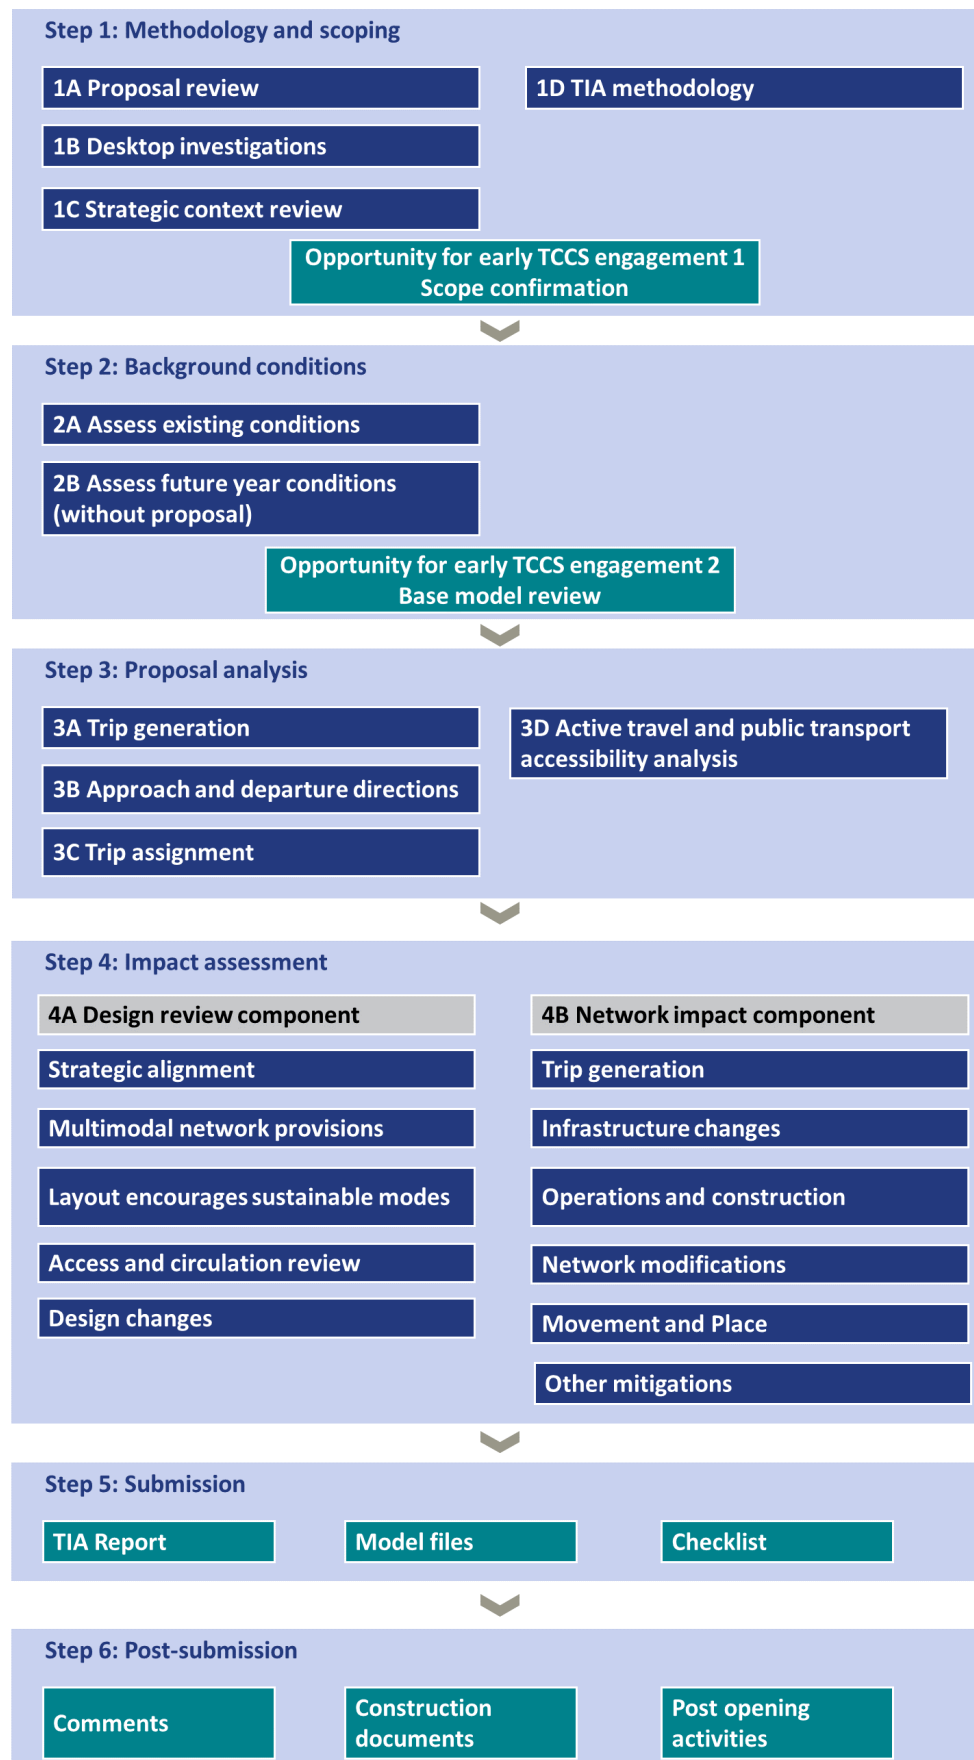 Step 1: Methodology and scoping
1A Proposal review
1B Desktop investigations
1C Strategic context review
1D TIA methodology
Opportunity for early TCCS engagement 1
Scope confirmation
Step 2: Background conditions
2A Assess existing conditions
2B Assess future year conditions
(without proposal)
Opportunity for early TCCS engagement 2
Base model review
Step 3: Proposal analysis
3A Trip generation
3B Approach and departure directions
3C Trip assignment
3D Active travel and public transport
accessibility analysis
Step 4: Impact assessment
4A Design review component
Strategic alignment
Multimodal network provisions
Layout encourages sustainable modes
Access and circulation review
Design changes
4B Network impact component
Trip generation
Infrastructure changes
Operations and construction
Network modifications
Movement and Place
Other mitigations
Step 5: Submission
TIA Report
Model files
Checklist
Step 6: Post-submission
Comments
Construction
documents
Post opening
activities